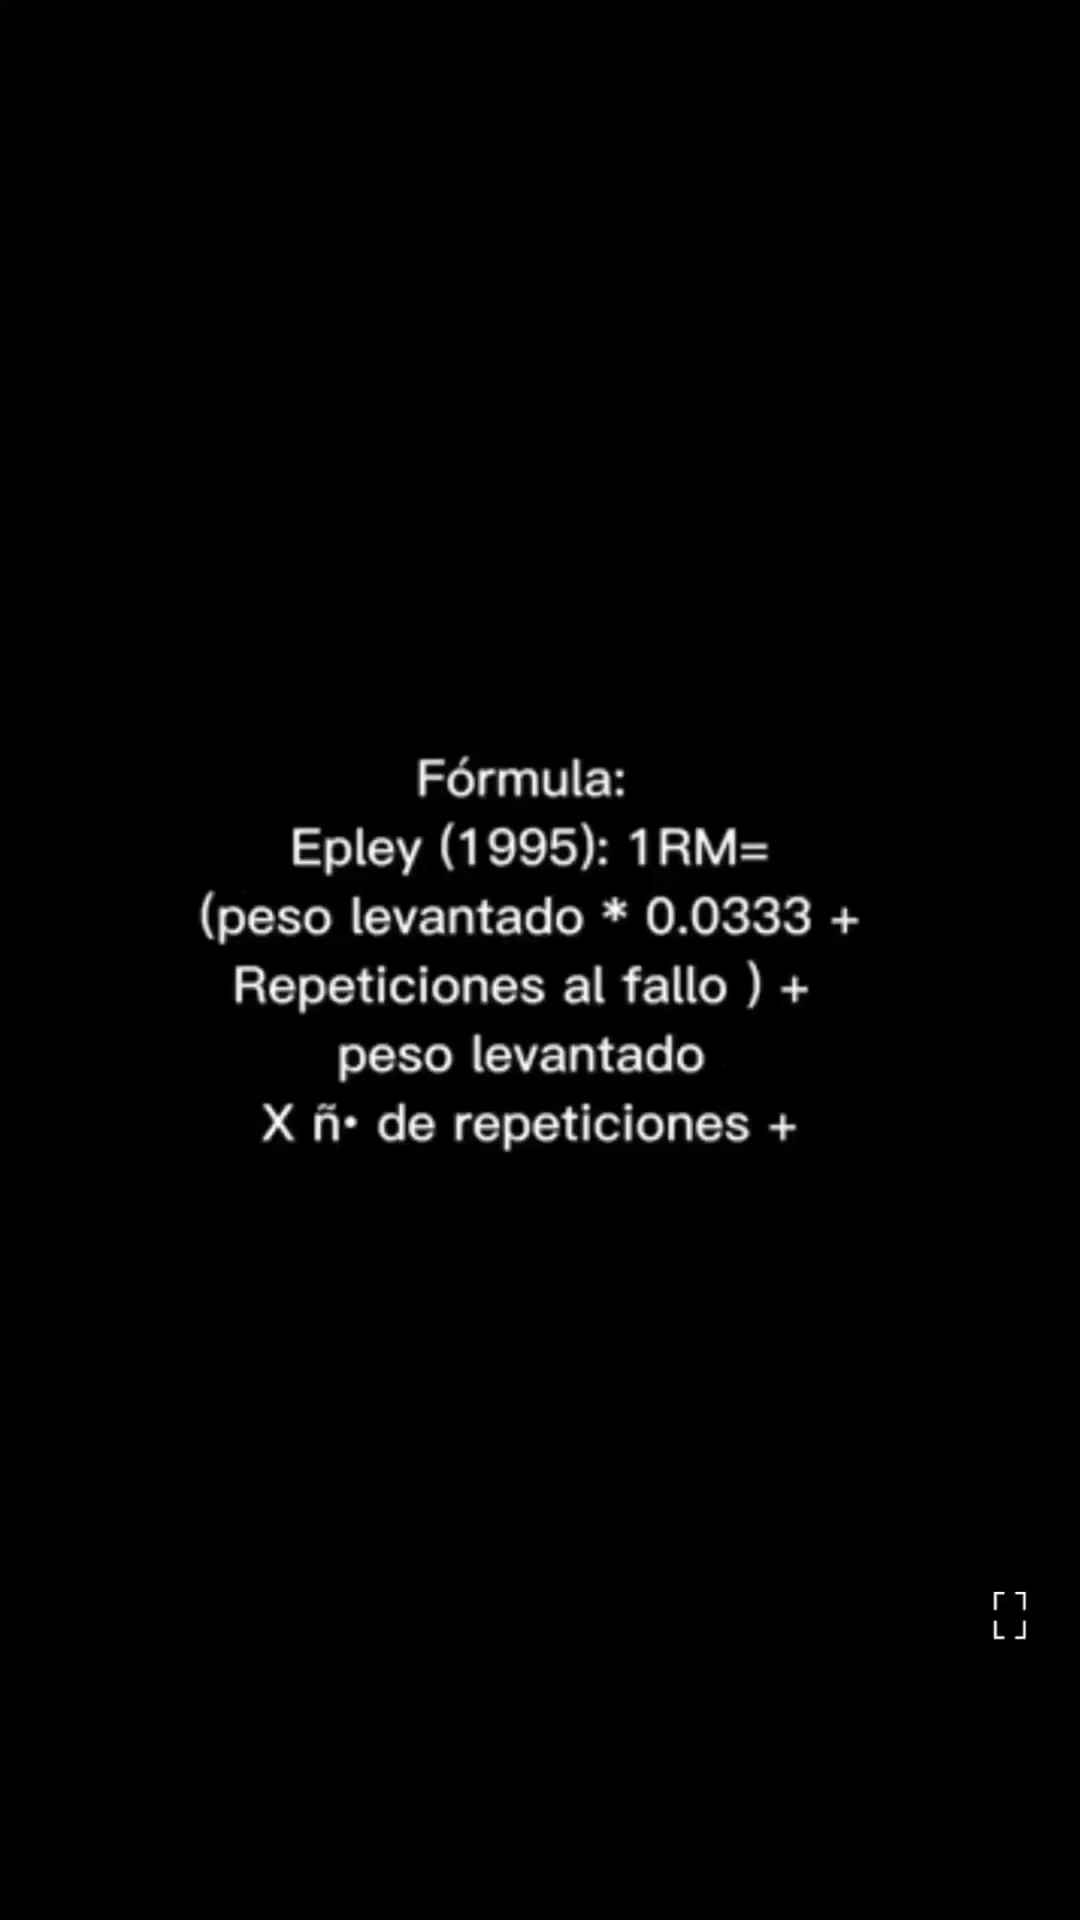 Fórmula:
Epley (1995): 1RM=
(peso levantado * 0.0333 +
Repeticiones al fallo ) +
peso levantado
X ñ• de repeticiones +